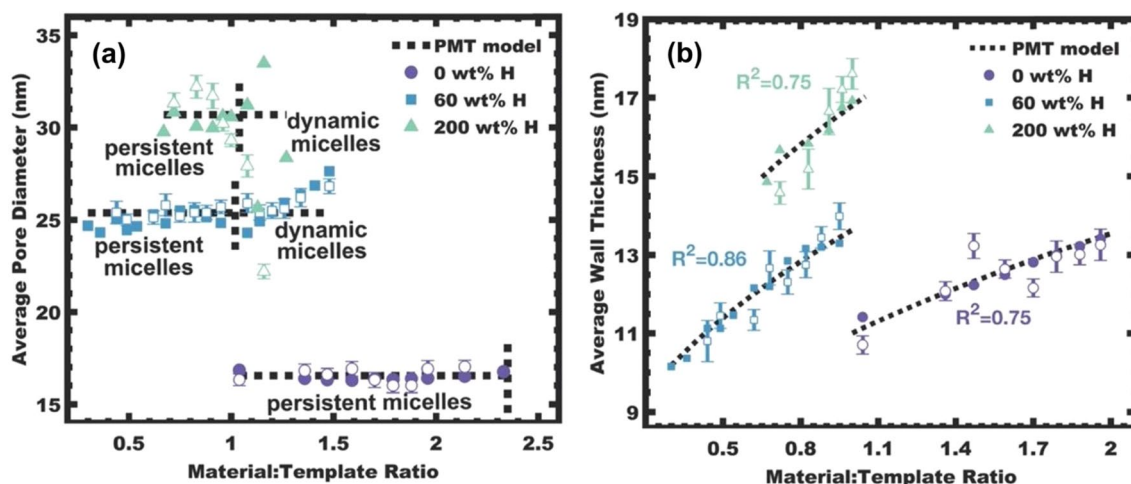 (a)
PMT model
0 wt% H
60 wt% H
200 wt% H
dynamic
micelles
persistent
micelles
dynamic
micelles
persistent
micelles
persistent micelles
35
30
25
20
15
Average Pore Diameter (nm)
0.5 1 1.5 2 2.5
Material:Template Ratio
(b)
PMT model
0 wt% H
60 wt% H
200 wt% H
R²=0.75
R²=0.86
R²=0.75
19
17
15
13
11
9
Average Wall Thickness (nm)
0.5 0.8 1.1 1.4 1.7 2
Material:Template Ratio